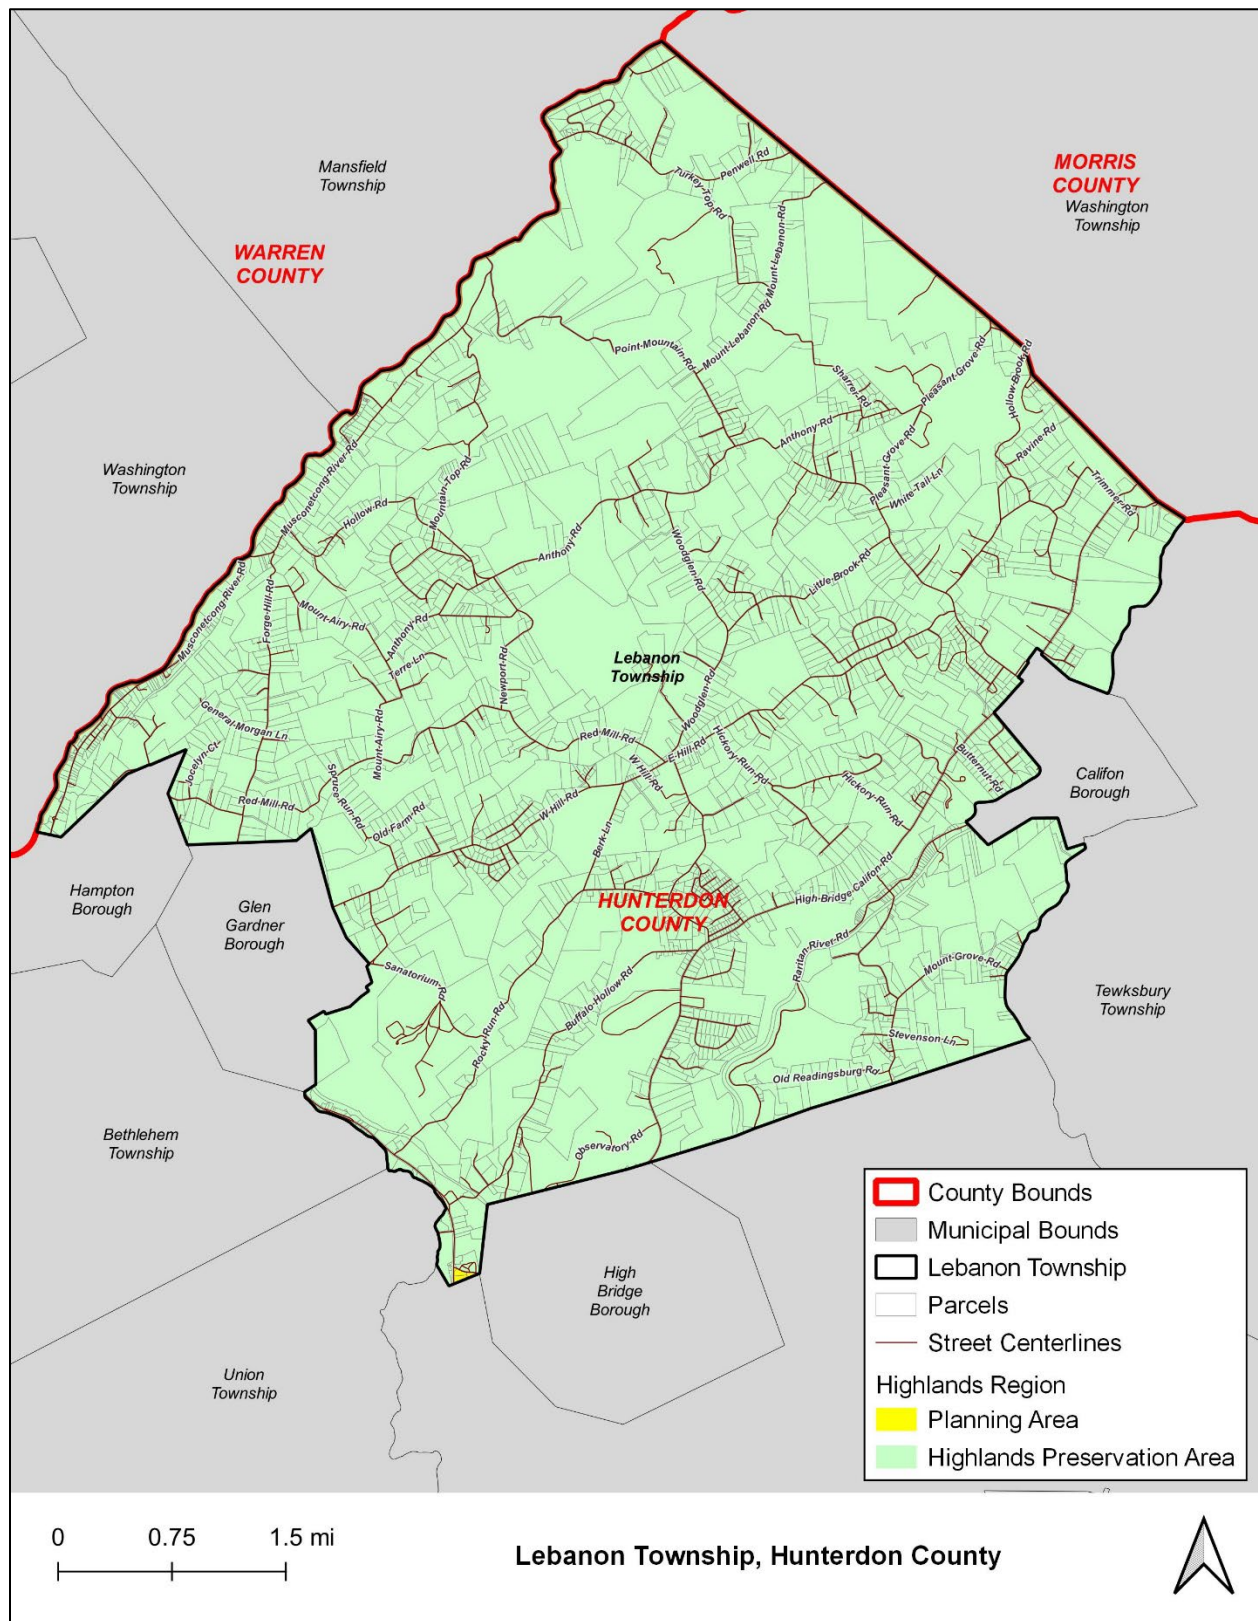 Mansfield
Township
MORRIS
COUNTY
Washington
Township
WARREN
COUNTY
Penwell Rd
Turkey-Top Rd
Mount-Lebanon-Rd
Mount-Lebanon-Rd
Point-Mountain-Rd
Sharrer-Rd
Pleasant-Grove-Rd
Hollow-Brook-Rd
Anthony-Rd
Ravine-Rd
Washington
Township
Musconetcong-River-Rd
Mountain-Top-Rd
Pleasant-Grove-Rd
White-Tail-Ln
Trimmer-Rd
Hollow-Rd
Anthony-Rd
Woodglen-Rd
Little-Brook-Rd
Musconetcong-River-Rd
Forge-Hill-Rd
Mount-Airy-Rd
Anthony-Rd
Terre-Ln
Newport-Rd
Lebanon
Township
Woodglen-Rd
General-Morgan Ln
Jocelyn-Ct
Mount-Airy-Rd
Red-Mill-Rd
E-Hill-Rd
Hickory-Run-Rd
Hickory-Run-Rd
Butternut-Rd
Califon
Borough
W Hill-Rd
Red-Mill-Rd
Spruce-Run-Rd
Old-Farm-Rd
W-Hill-Rd
Berk-Ln
Hampton
Borough
Glen
Gardner
Borough
HUNTERDON
COUNTY
High-Bridge-Califon-Rd
Raritan-River-Rd
Mount-Grove-Rd
Sanatorium-Rd
Buffalo-Hollow-Rd
Rocky-Run-Rd
Tewksbury
Township
Stevenson-Ln
Old Readingsburg-Rd
Bethlehem
Township
Observatory-Rd
High
Bridge
Borough
Union
Township
County Bounds
Municipal Bounds
Lebanon Township
Parcels
Street Centerlines
Highlands Region
Planning Area
Highlands Preservation Area
0 0.75 1.5 mi
Lebanon Township, Hunterdon County